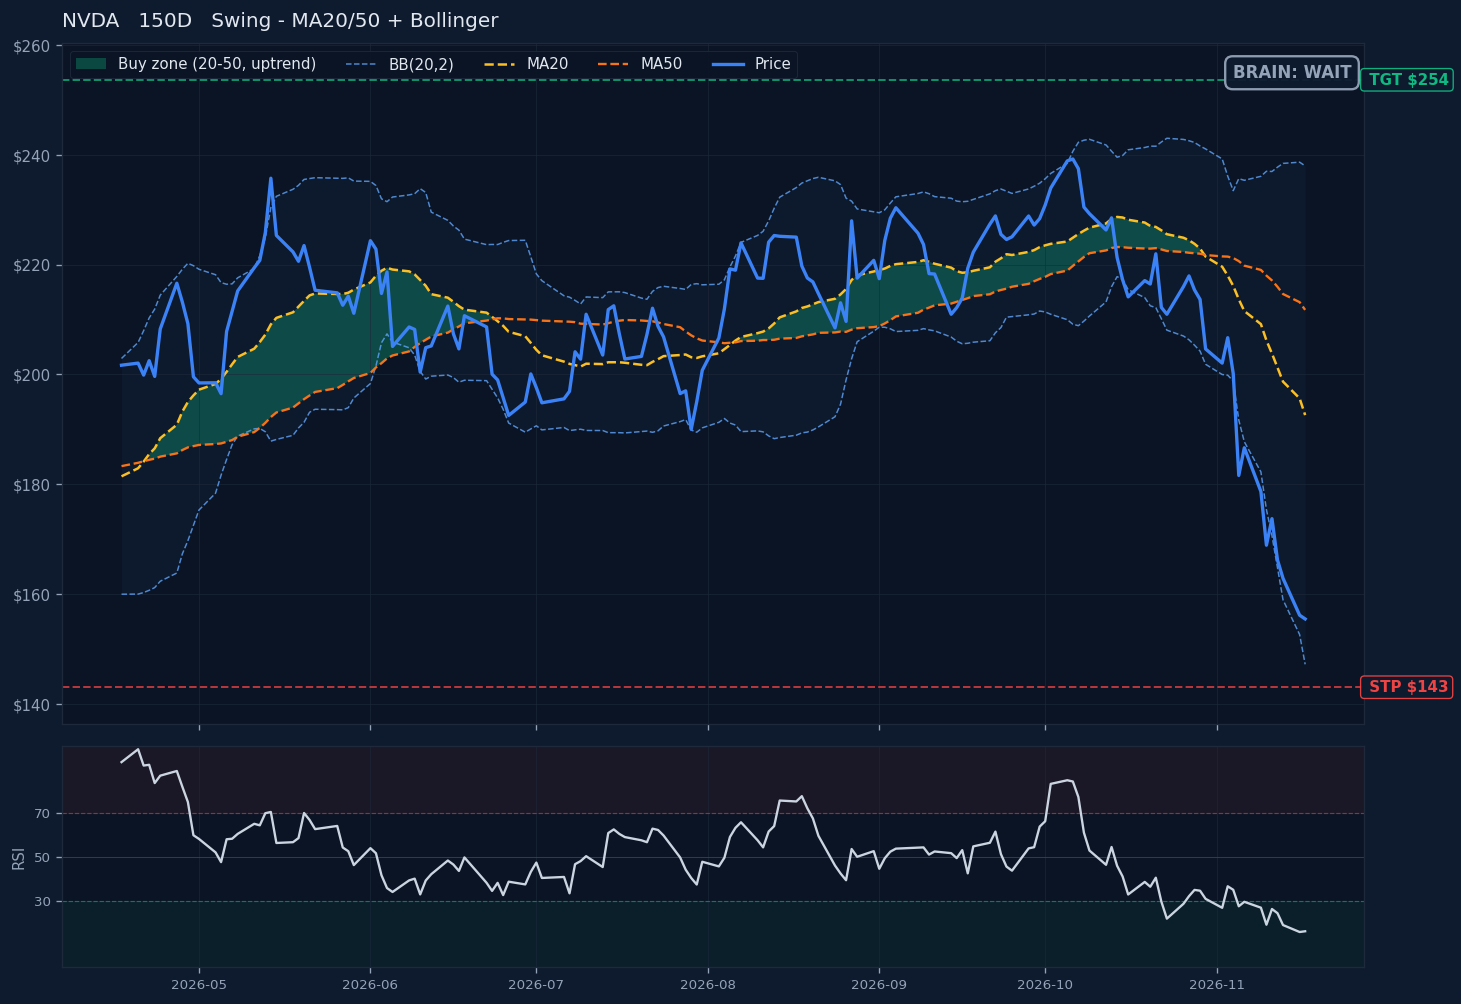 NVDA   150D   Swing - MA20/50 + Bollinger
$260
Buy zone (20-50, uptrend)   BB(20,2)   MA20   MA50   Price
BRAIN: WAIT
TGT $254
$240
$220
$200
$180
$160
STP $143
$140
70
50
30
RSI
2026-05   2026-06   2026-07   2026-08   2026-09   2026-10   2026-11